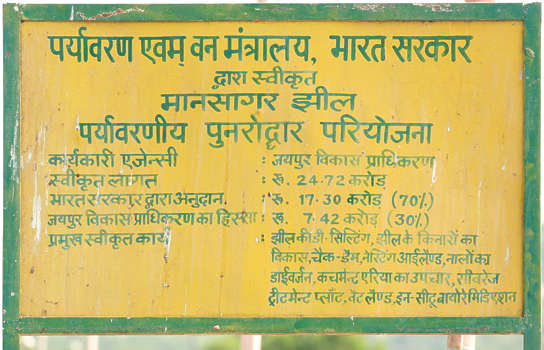 पर्यावरण एवम् वन मंत्रालय, भारत सरकार
द्वारा स्वीकृत
मानसागर झील
पर्यावरणीय पुनरोद्धार परियोजना
कार्यकारी एजेन्सी : जयपुर विकास प्राधिकरण
स्वीकृत लागत : रु. 24.72 करोड़
भारत सरकार द्वारा अनुदान. : रु. 17.30 करोड़ (70%)
जयपुर विकास प्राधिकरण का हिस्सा : रु. 7.42 करोड़ (30%)
प्रमुख स्वीकृत कार्य : झील की डी-सिल्टिंग, झील के किनारों का
विकास, चैक-डैम, नेस्टिंग आईलैण्ड, नालों का
डाईवर्जन, कचमेन्ट एरिया का उपचार, सीवरेज
ट्रीटमेन्ट प्लाँट, वेटलैण्ड, इन-सीटू बायोरेमिडिएशन